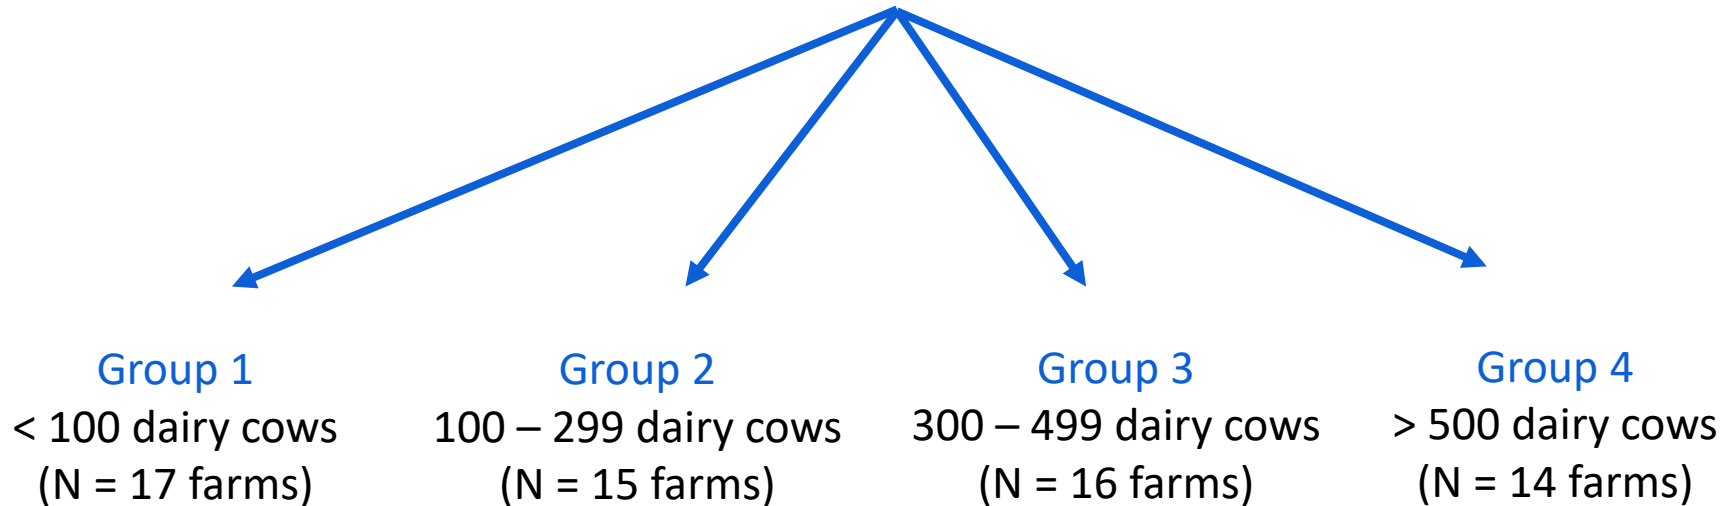 Group 1
< 100 dairy cows
(N = 17 farms)
Group 2
100 – 299 dairy cows
(N = 15 farms)
Group 3
300 – 499 dairy cows
(N = 16 farms)
Group 4
> 500 dairy cows
(N = 14 farms)